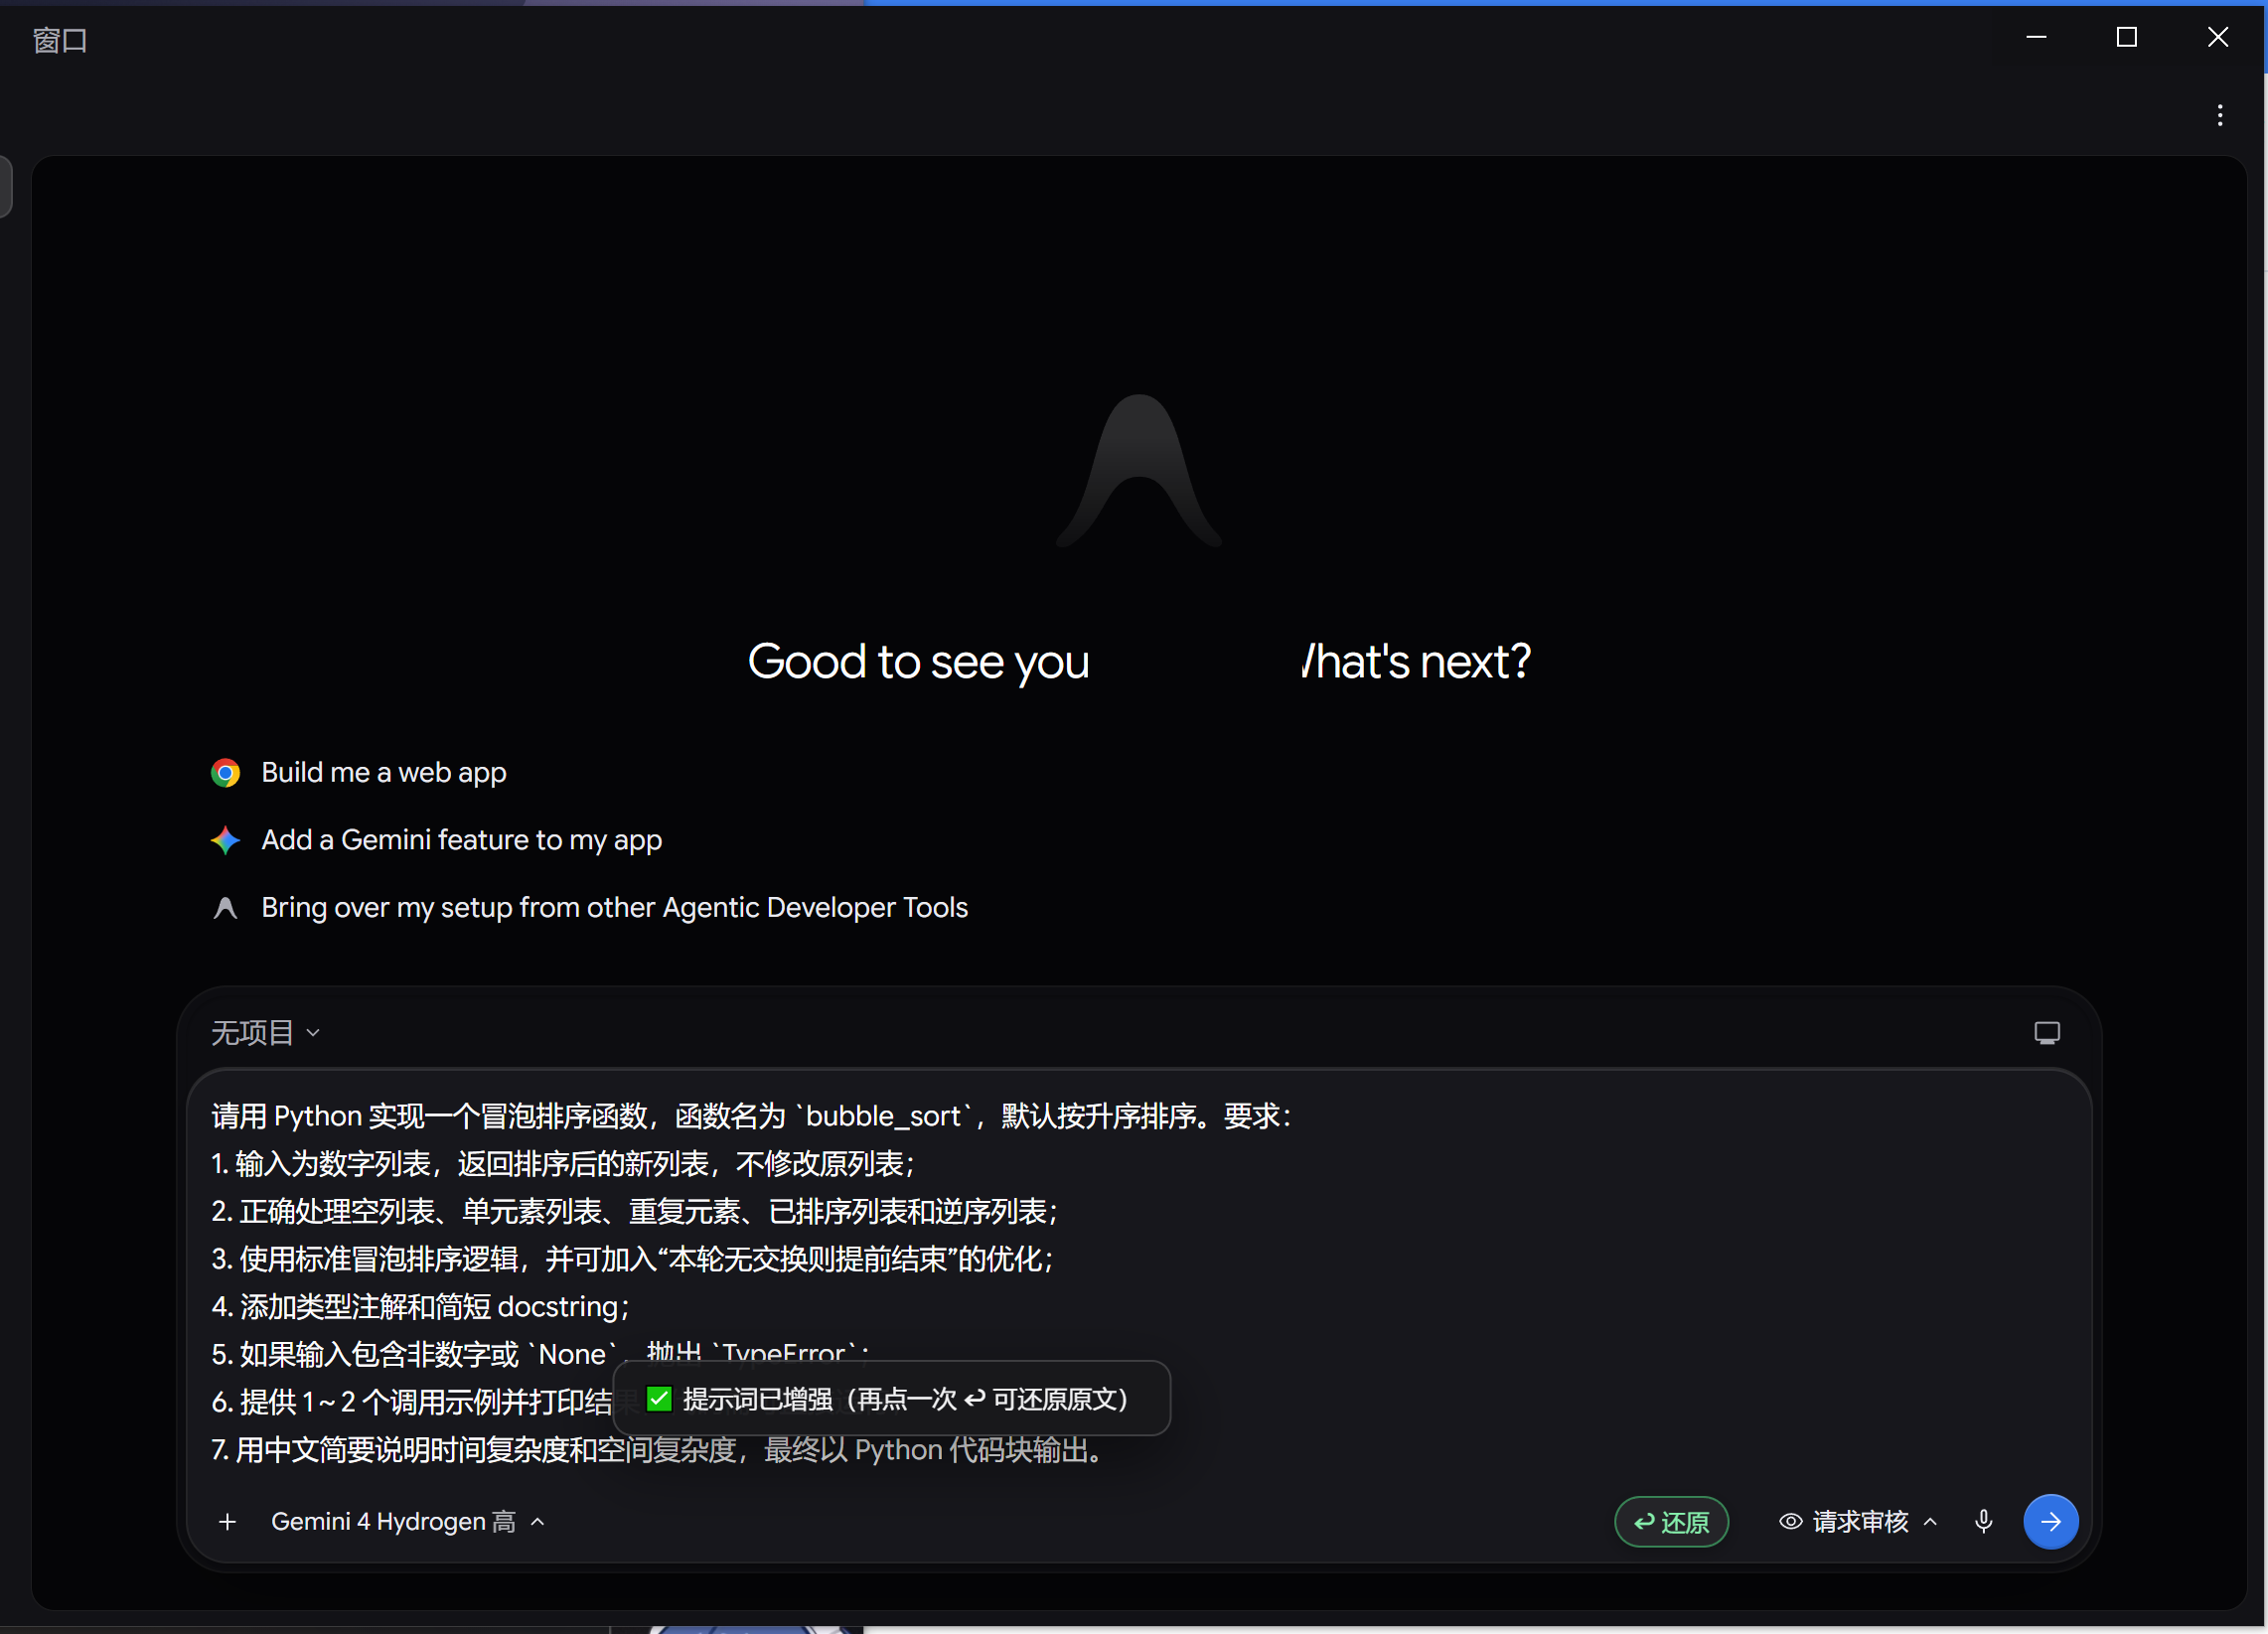 窗口
Good to see you
hat's next?
Build me a web app
Add a Gemini feature to my app
Bring over my setup from other Agentic Developer Tools
无项目
请用 Python 实现一个冒泡排序函数，函数名为 `bubble_sort`，默认按升序排序。要求：
1. 输入为数字列表，返回排序后的新列表，不修改原列表；
2. 正确处理空列表、单元素列表、重复元素、已排序列表和逆序列表；
3. 使用标准冒泡排序逻辑，并可加入“本轮无交换则提前结束”的优化；
4. 添加类型注解和简短 docstring；
5. 如果输入包含非数字或 `None`，抛出 `TypeError`；
6. 提供 1~2 个调用示例并打印结果
✅ 提示词已增强（再点一次 ↩ 可还原原文）
7. 用中文简要说明时间复杂度和空间复杂度，最终以 Python 代码块输出。
Gemini 4 Hydrogen 高
↩ 还原
请求审核